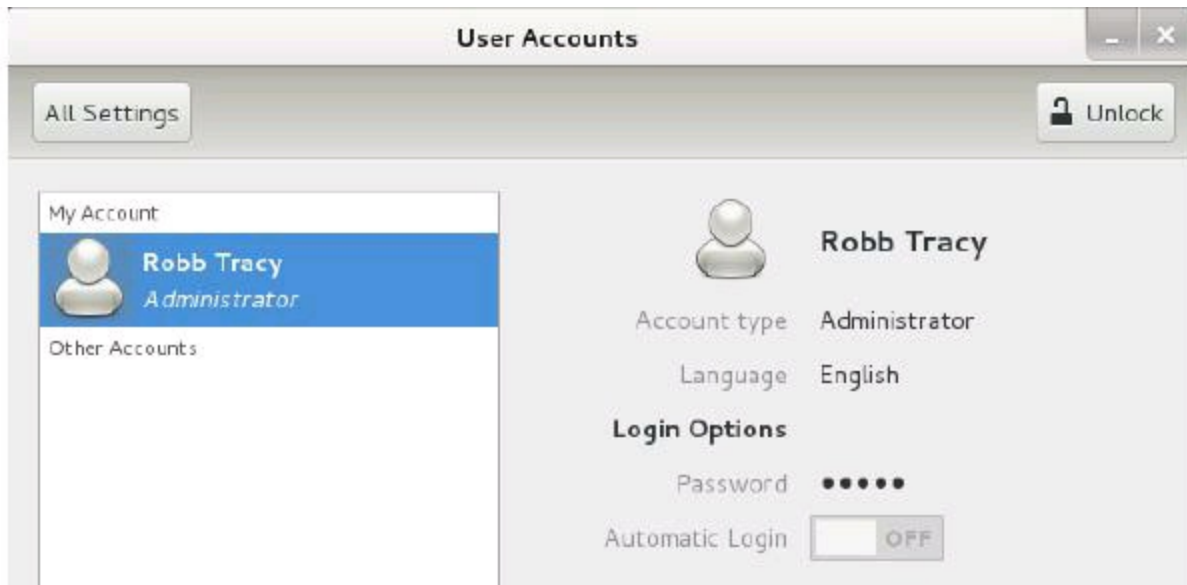 User Accounts
All Settings
Unlock
My Account
Robb Tracy
Administrator
Other Accounts
Robb Tracy
Account type Administrator
Language English
Login Options
Password •••••
Automatic Login OFF